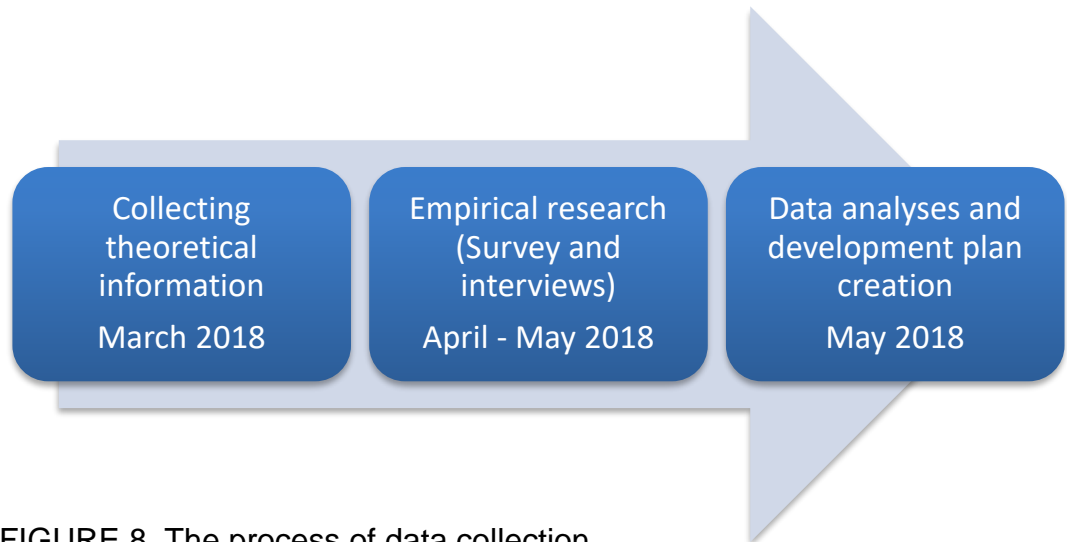 Collecting
theoretical
information
March 2018
Empirical research
(Survey and
interviews)
April - May 2018
Data analyses and
development plan
creation
May 2018
FIGURE 8. The process of data collection